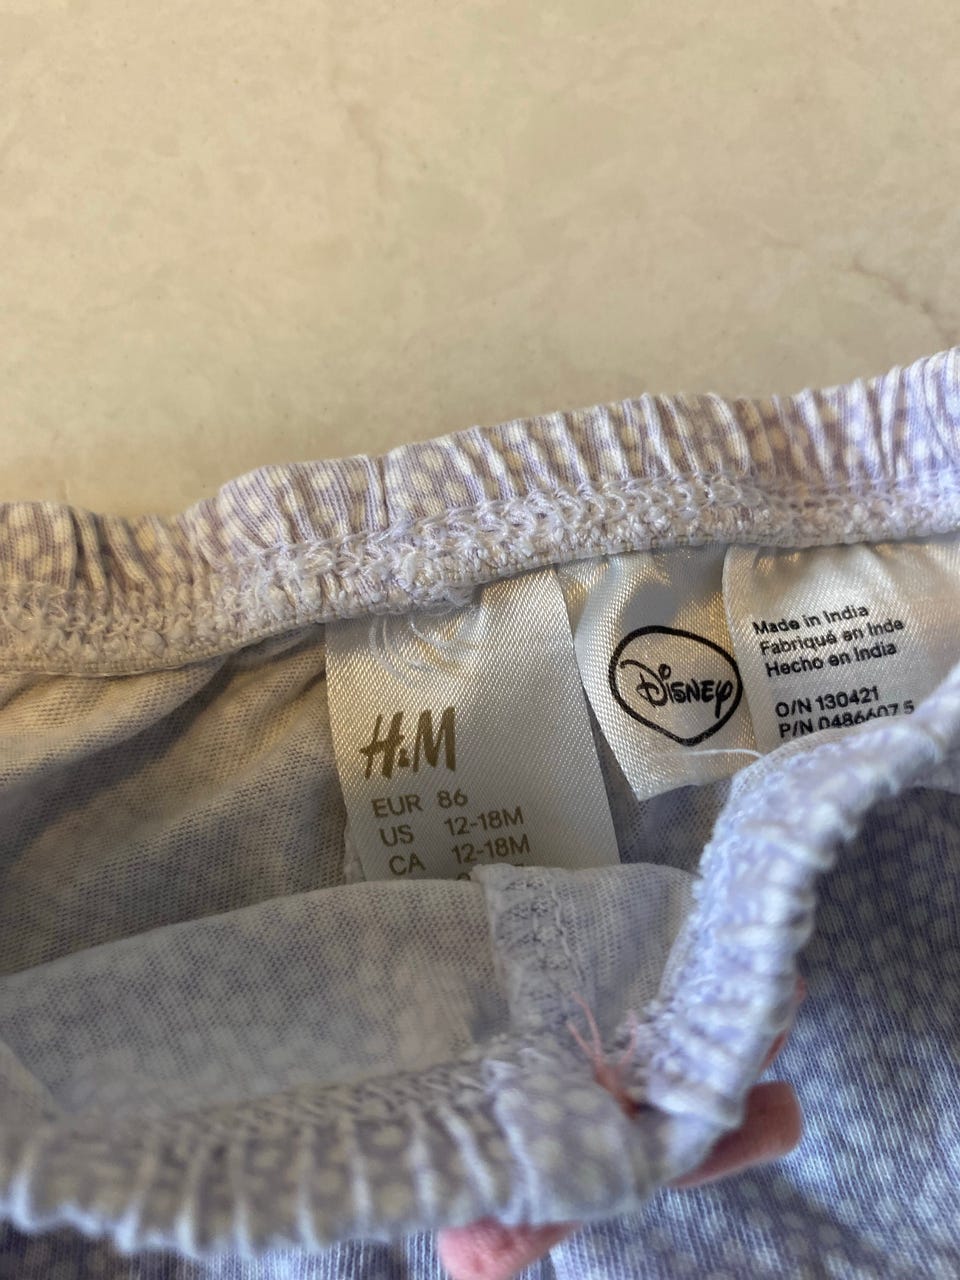 H&M
EUR 86
US 12-18M
CA 12-18M
Disney
Made in India
Fabriqué en Inde
Hecho en India
O/N 130421
P/N 0486607 5